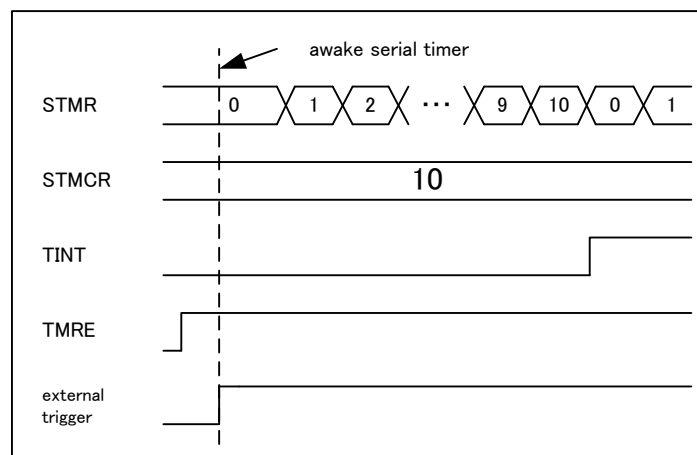 awake serial timer
STMR 0 1 2 ··· 9 10 0 1
STMCR 10
TINT
TMRE
external
trigger